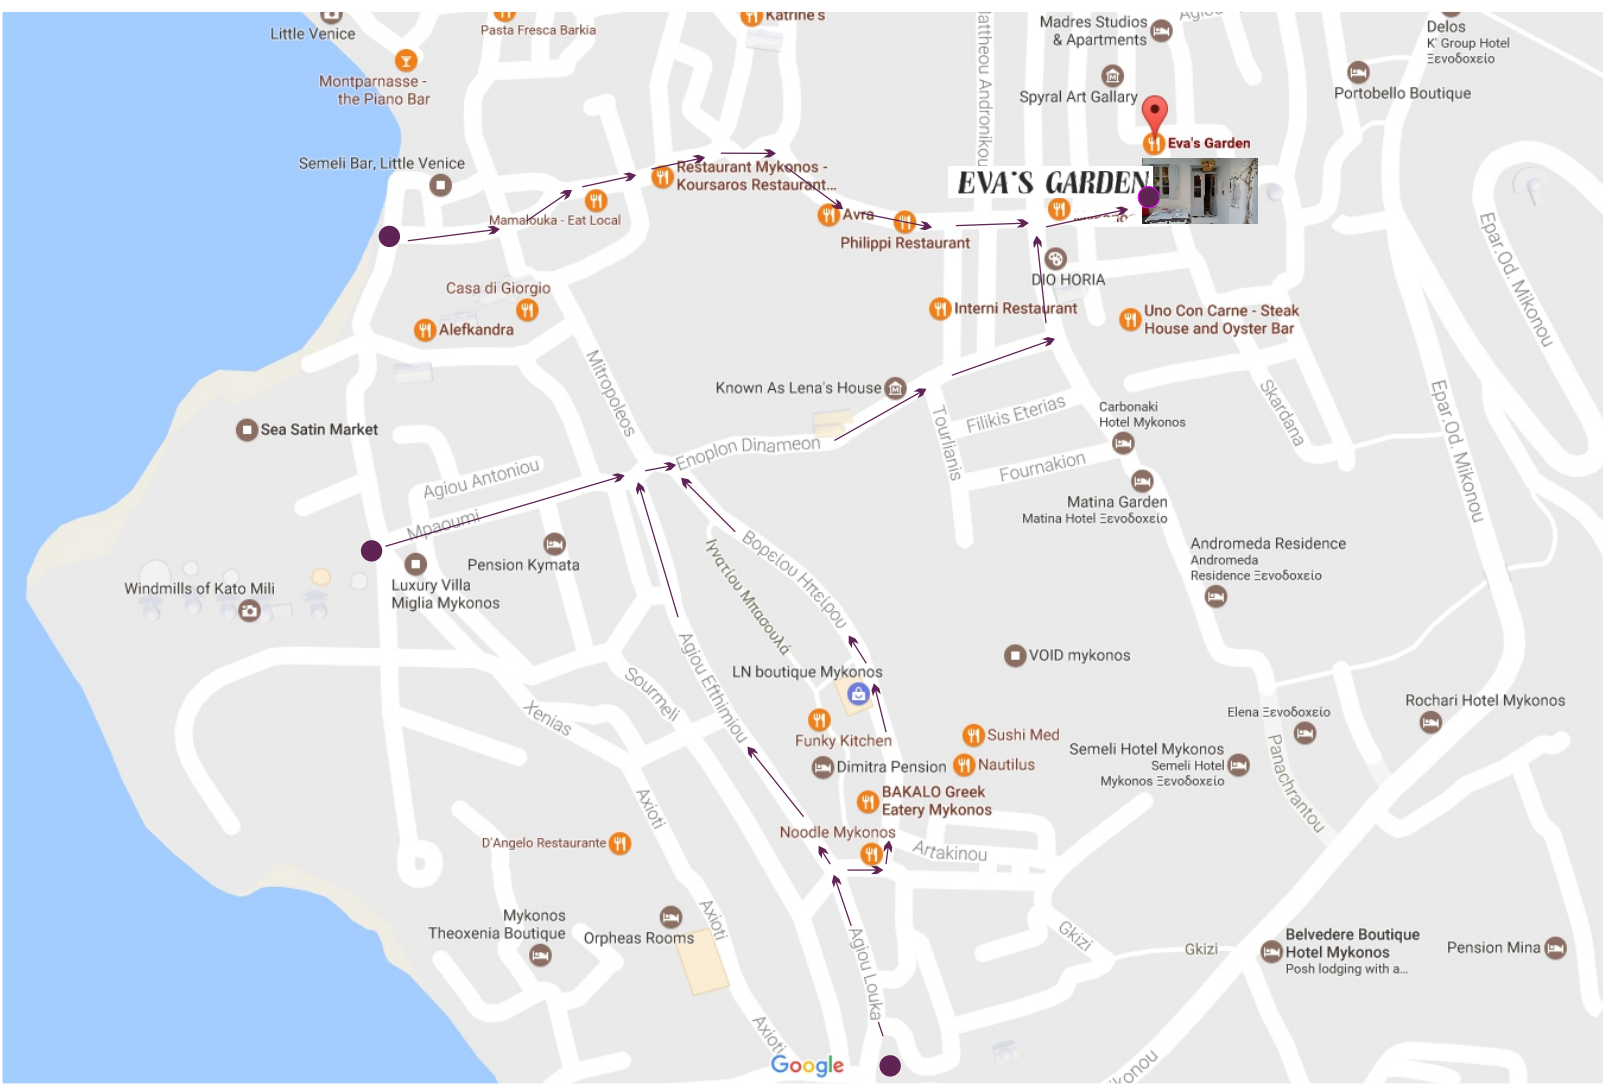 Katrine's
Little Venice
Pasta Fresca Barkia
Madres Studios
& Apartments
Agiou
Delos
K' Group Hotel
Ξενοδοχείο
Montparnasse -
the Piano Bar
Spyral Art Gallary
Portobello Boutique
Mattheou Andronikou
Eva's Garden
Semeli Bar, Little Venice
Restaurant Mykonos -
Koursaros Restaurant...
EVA'S GARDEN
Mamalouka - Eat Local
Avra
Philippi Restaurant
DIO HORIA
Epar.Od. Mikonou
Casa di Giorgio
Alefkandra
Interni Restaurant
Uno Con Carne - Steak
House and Oyster Bar
Mitropoleos
Known As Lena's House
Filikis Eterias
Carbonaki
Hotel Mykonos
Skardana
Epar.Od. Mikonou
Sea Satin Market
Enoplon Dinameon
Tourlianis
Fournakion
Agiou Antoniou
Matina Garden
Matina Hotel Ξενοδοχείο
Mpaoumi
Pension Kymata
Luxury Villa
Miglia Mykonos
Windmills of Kato Mili
Ιγνατίου Μπασουλά
Βορείου Ηπείρου
Andromeda Residence
Andromeda
Residence Ξενοδοχείο
VOID mykonos
LN boutique Mykonos
Agiou Efthimiou
Sourmeli
Xenias
Funky Kitchen
Sushi Med
Elena Ξενοδοχείο
Rochari Hotel Mykonos
Dimitra Pension
Nautilus
Semeli Hotel Mykonos
Semeli Hotel
Mykonos Ξενοδοχείο
Panachrantou
BAKALO Greek
Eatery Mykonos
Axioti
Noodle Mykonos
D'Angelo Restaurante
Artakinou
Mykonos
Theoxenia Boutique
Orpheas Rooms
Axioti
Agiou Louka
Gkizi
Gkizi
Belvedere Boutique
Hotel Mykonos
Posh lodging with a...
Pension Mina
Axioti
Google